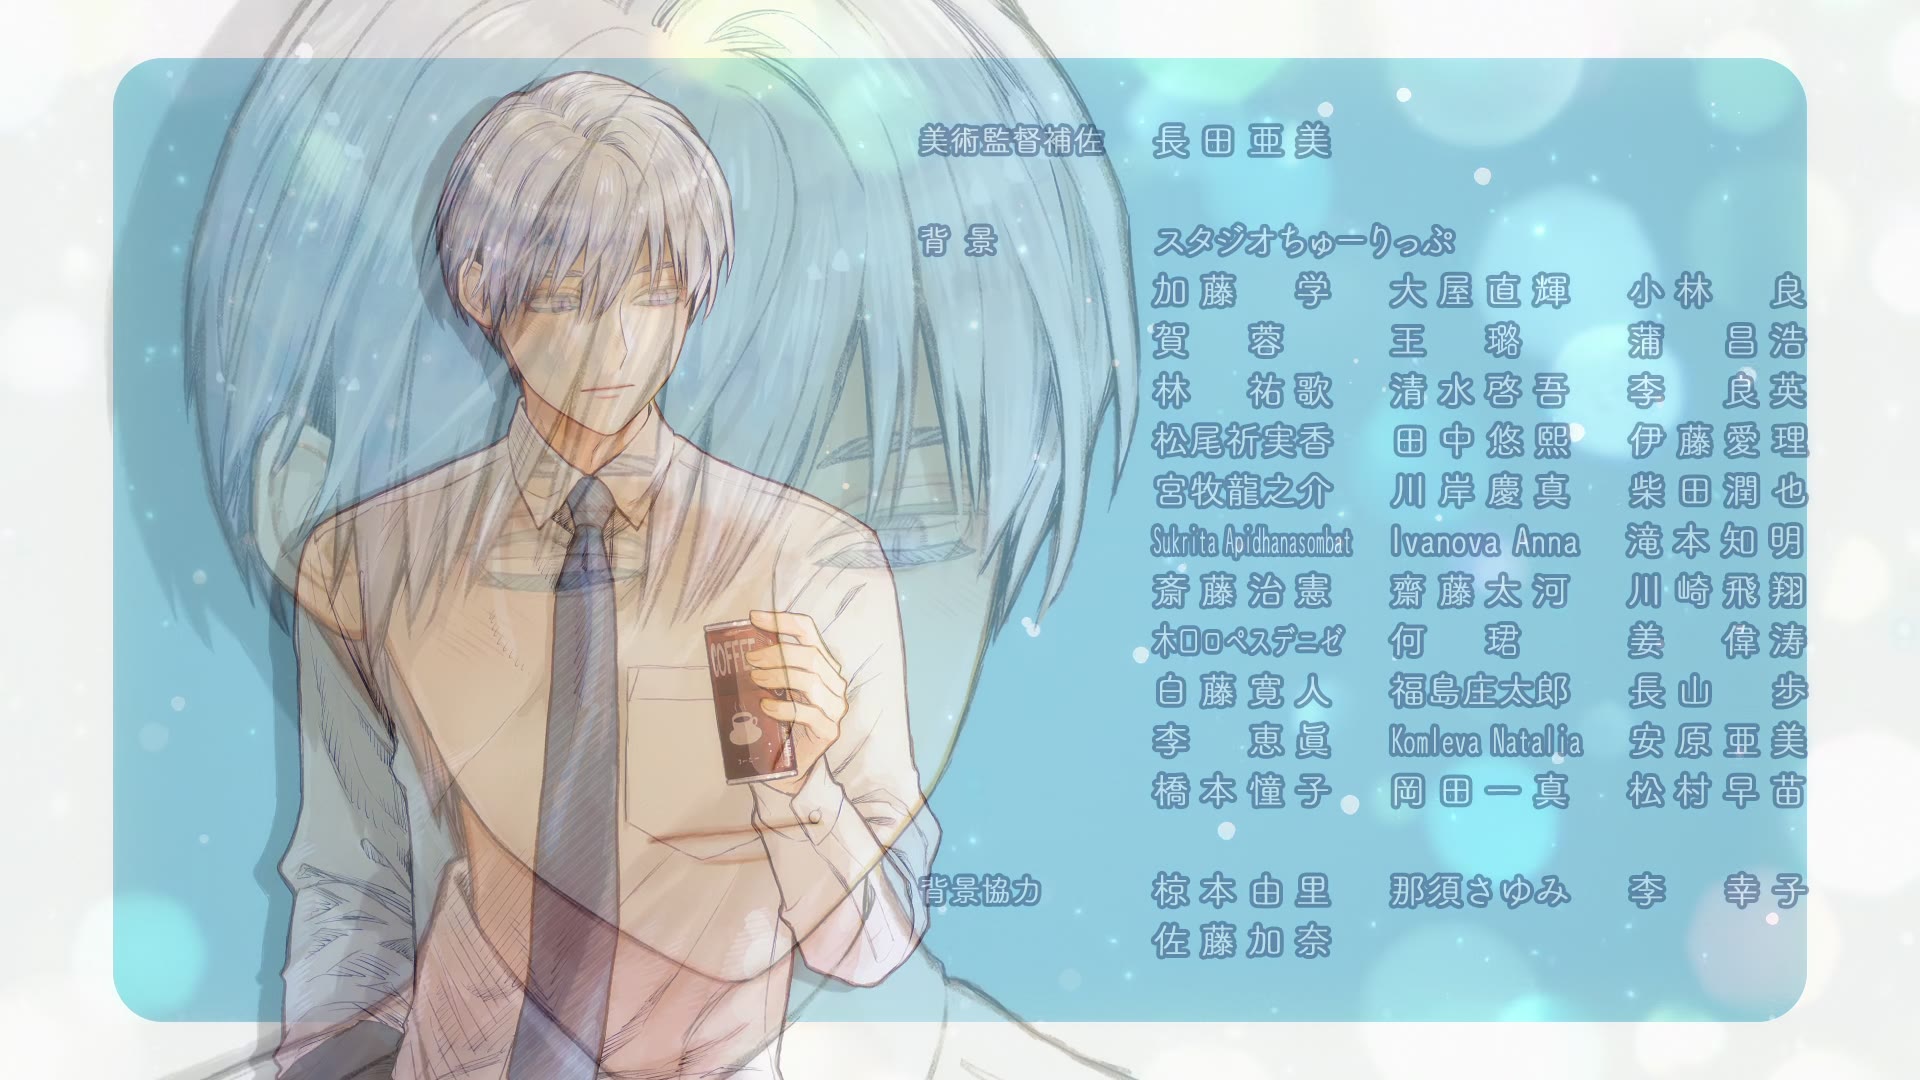 美術監督補佐 長田亜美
背景 スタジオちゅーりっぷ
加藤 学 大屋直輝 小林 良
賀 蓉 王 璐 蒲 昌浩
林 祐歌 清水啓吾 李 良英
松尾祈実香 田中悠熙 伊藤愛理
宮牧龍之介 川岸慶真 柴田潤也
Sukrita Apidhanasombat Ivanova Anna 滝本知明
斎藤治憲 齋藤太河 川崎飛翔
木ロロペスデニゼ 何 珺 姜 偉涛
白藤寛人 福島庄太郎 長山 歩
李 恵眞 Komleva Natalia 安原亜美
橋本憧子 岡田一真 松村早苗
背景協力 椋本由里 那須さゆみ 李 幸子
佐藤加奈
COFFEE